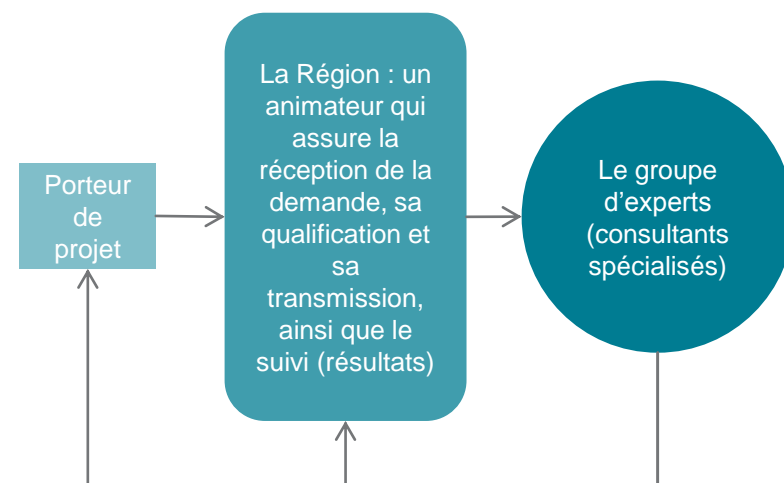 Porteur
de
projet
La Région : un
animateur qui
assure la
réception de la
demande, sa
qualification et
sa
transmission,
ainsi que le
suivi (résultats)
Le groupe
d’experts
(consultants
spécialisés)